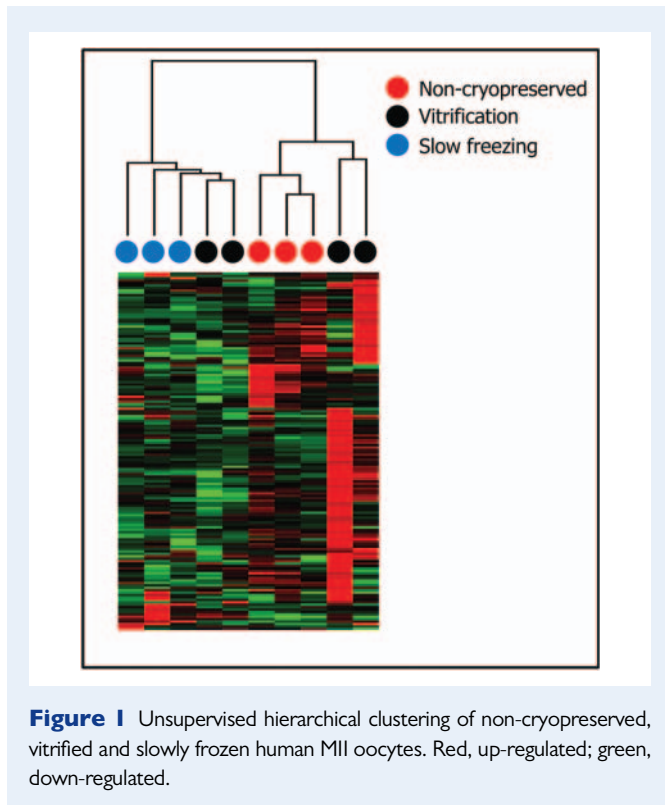 Non-cryopreserved
Vitrification
Slow freezing
Figure 1 Unsupervised hierarchical clustering of non-cryopreserved,
vitrified and slowly frozen human MII oocytes. Red, up-regulated; green,
down-regulated.